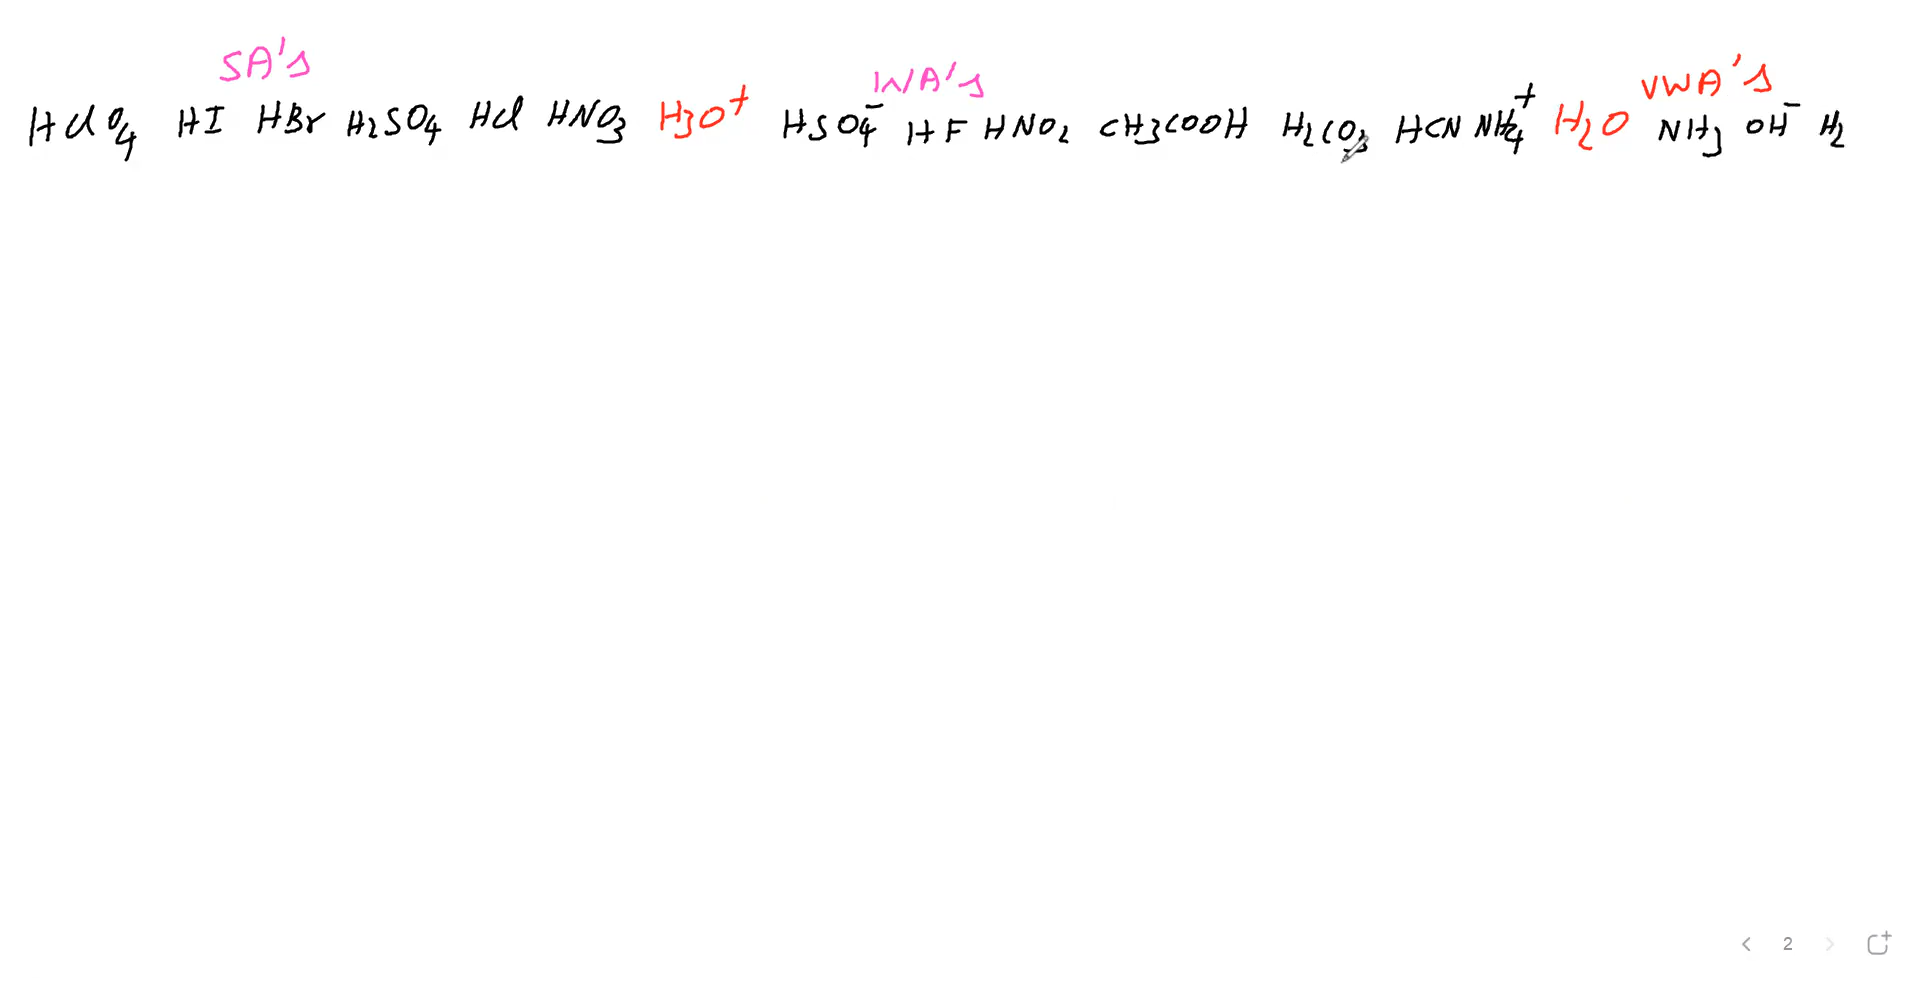 SA's WA's VWA's
HClO4 HI HBr H2SO4 HCl HNO3 H3O+ HSO4- HF HNO2 CH3COOH H2CO3 HCN NH4+ H2O NH3 OH- H2
2